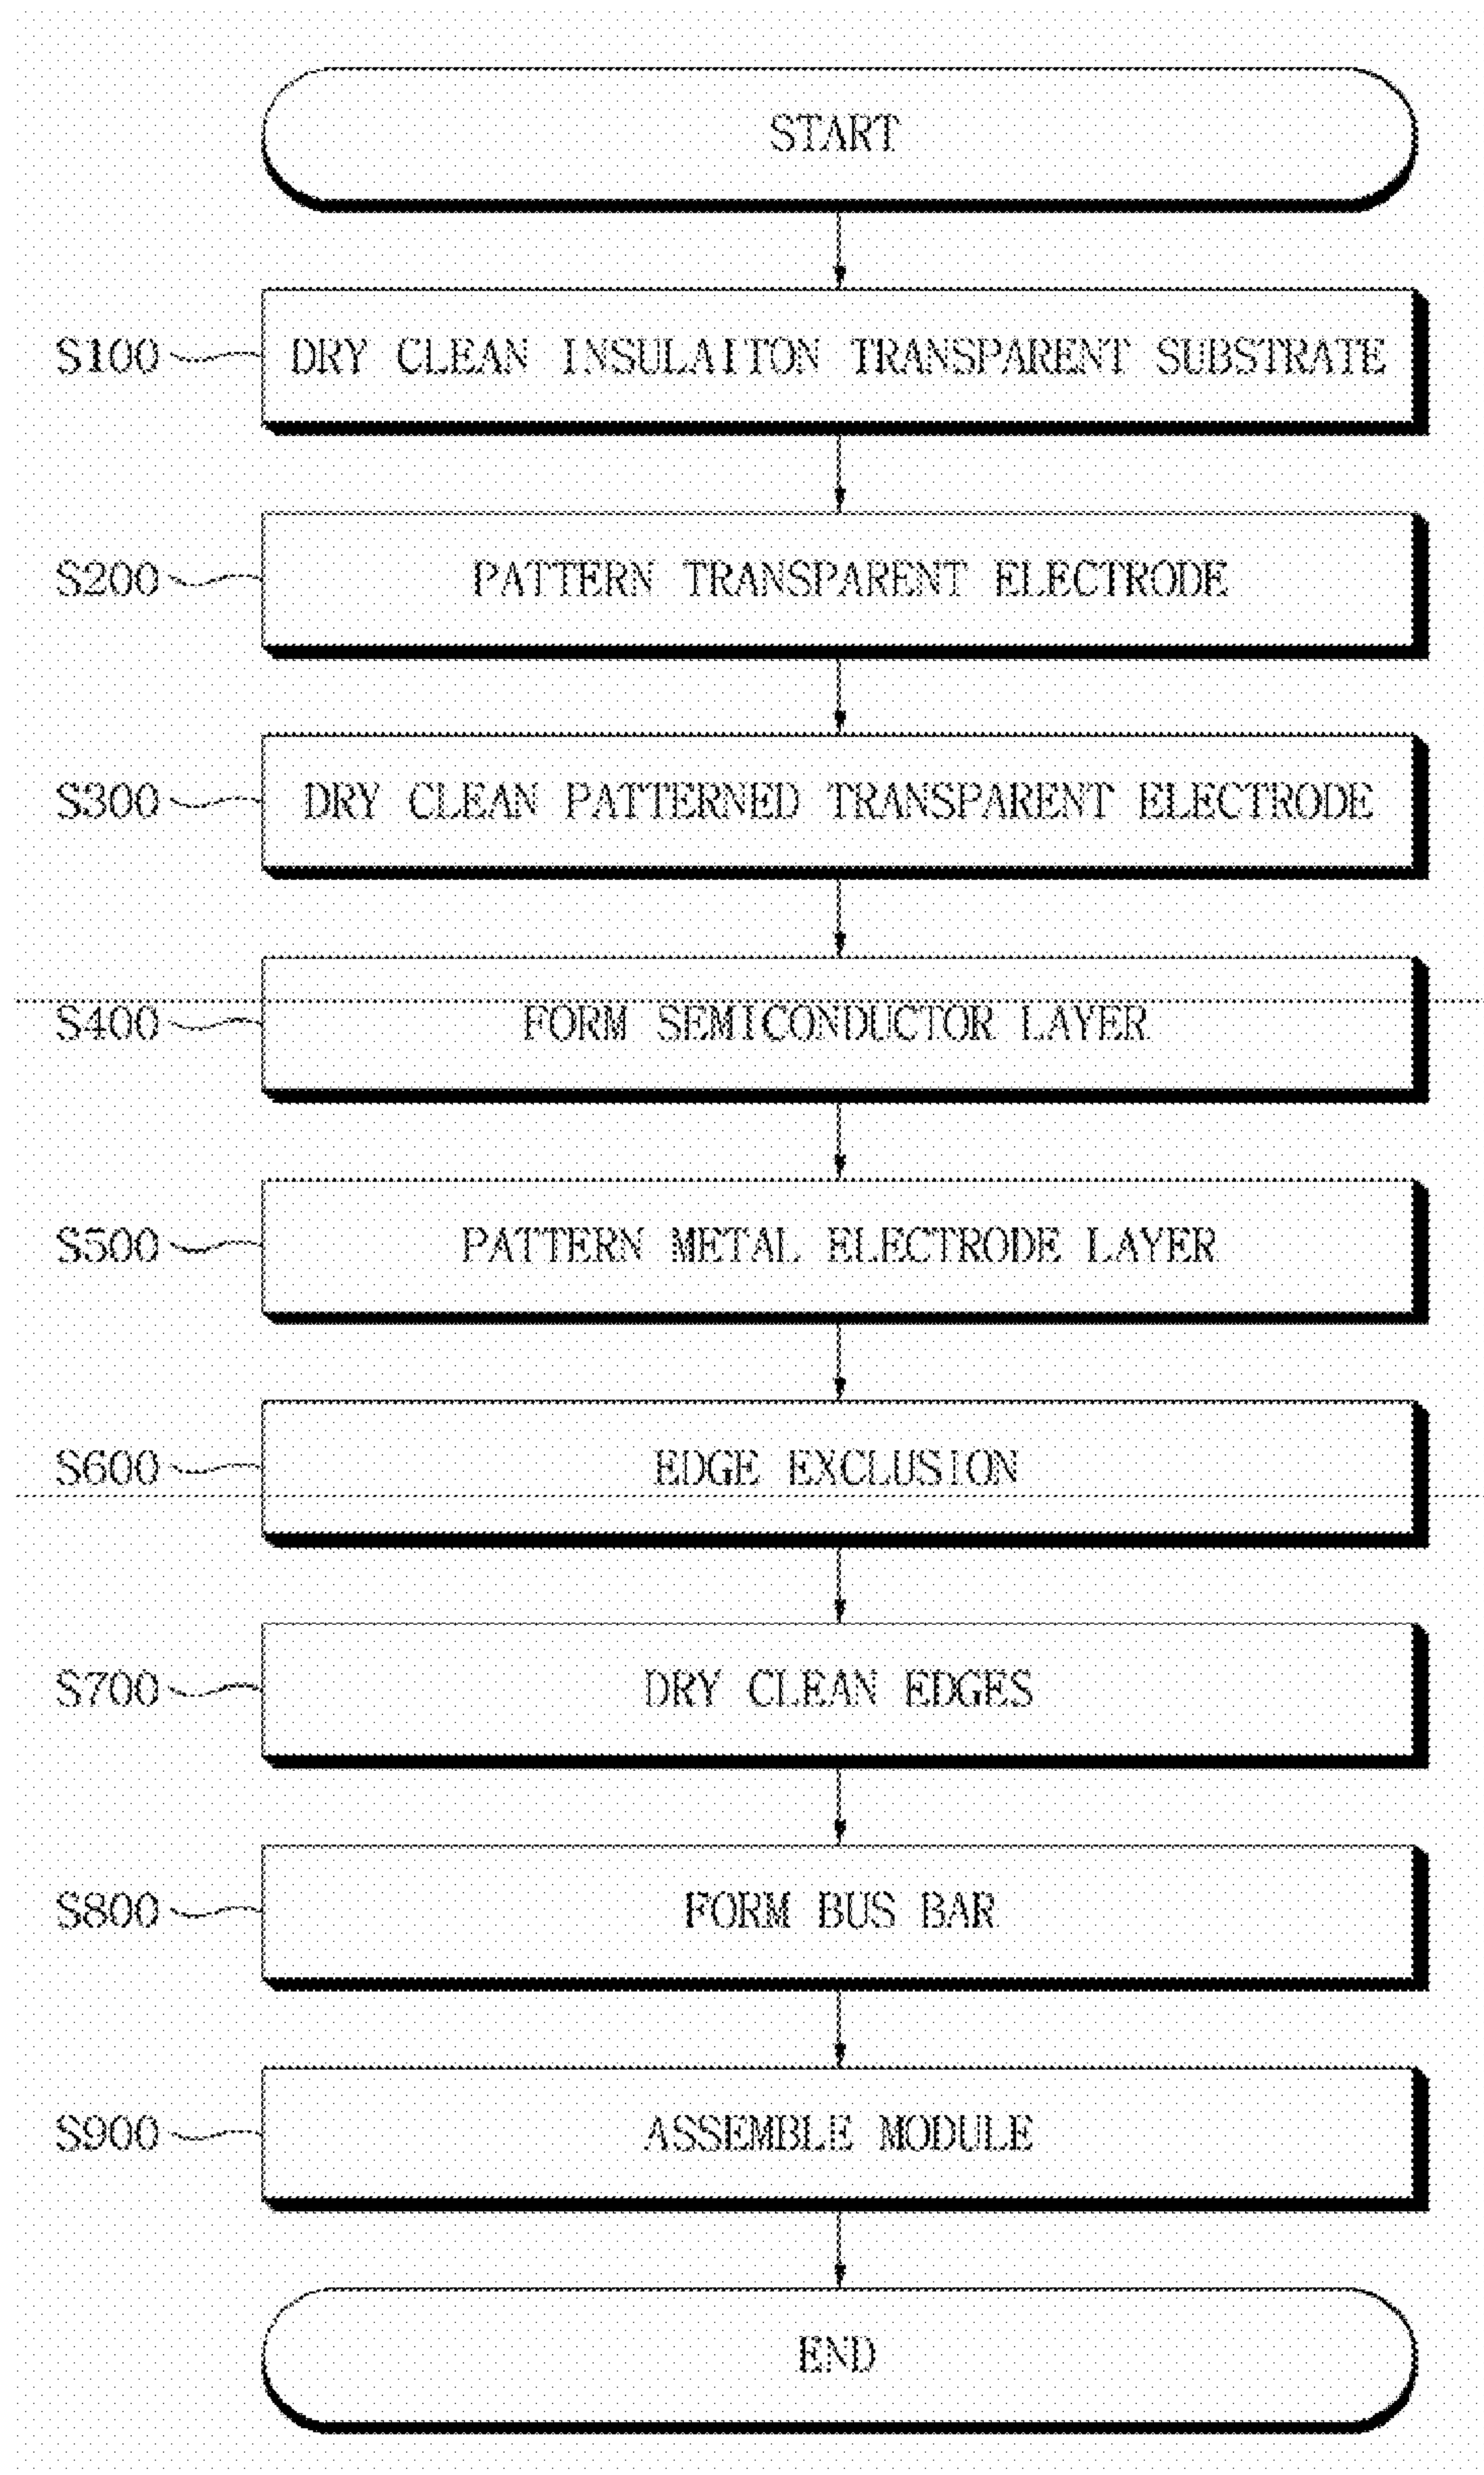 START
S100 DRY CLEAN INSULAITON TRANSPARENT SUBSTRATE
S200 PATTERN TRANSPARENT ELECTRODE
S300 DRY CLEAN PATTERNED TRANSPARENT ELECTRODE
S400 FORM SEMICONDUCTOR LAYER
S500 PATTERN METAL ELECTRODE LAYER
S600 EDGE EXCLUSION
S700 DRY CLEAN EDGES
S800 FORM BUS BAR
S900 ASSEMBLE MODULE
END